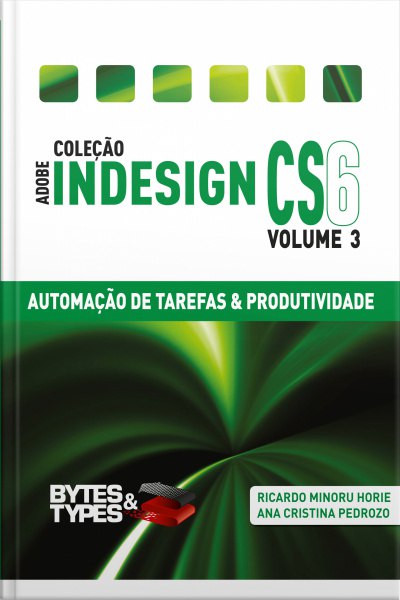 COLEÇÃO
ADOBE INDESIGN CS6
VOLUME 3
AUTOMAÇÃO DE TAREFAS & PRODUTIVIDADE
BYTES &
TYPES
RICARDO MINORU HORIE
ANA CRISTINA PEDROZO